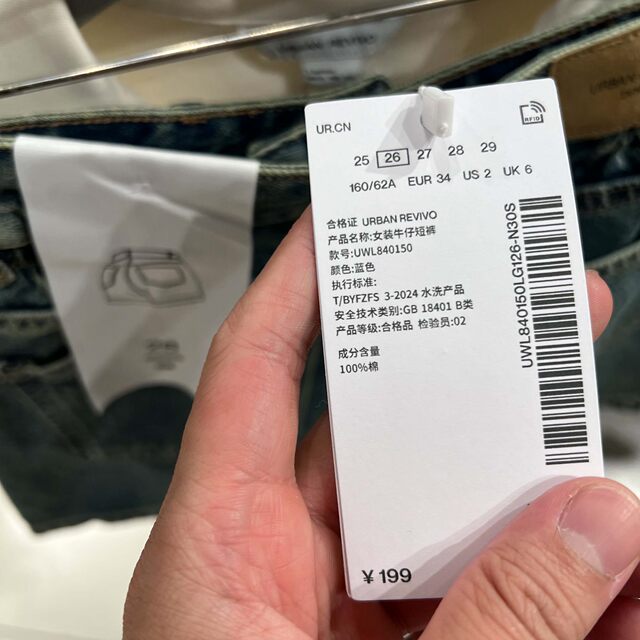 URBAN REVIVO
URBAN
UR.CN
RFID
25 26 27 28 29
160/62A EUR 34 US 2 UK 6
合格证 URBAN REVIVO
产品名称:女装牛仔短裤
款号:UWL840150
颜色:蓝色
执行标准:
T/BYFZFS 3-2024 水洗产品
安全技术类别:GB 18401 B类
产品等级:合格品 检验员:02
成分含量
100%棉
UWL840150LG126-N30S
¥ 199